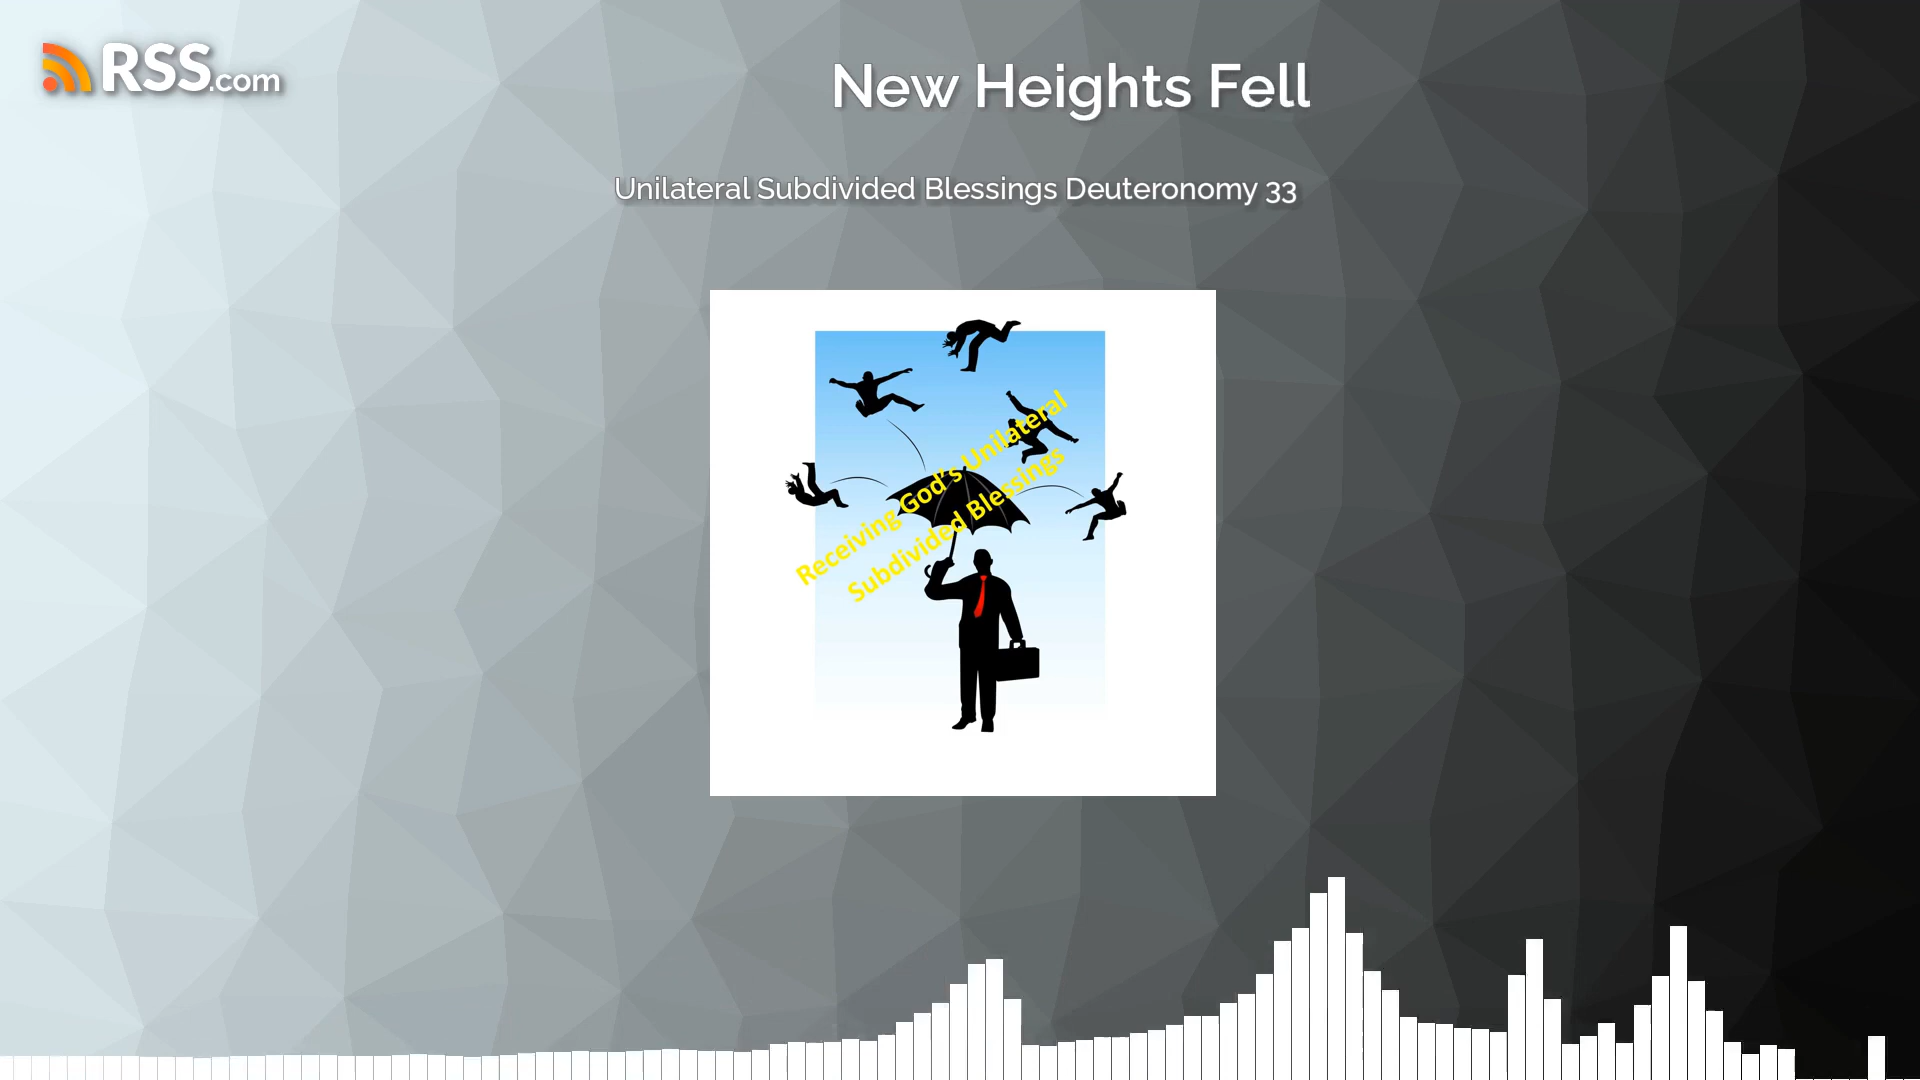 RSS.com
New Heights Fell
Unilateral Subdivided Blessings Deuteronomy 33
Receiving God's Unilateral
Subdivided Blessings